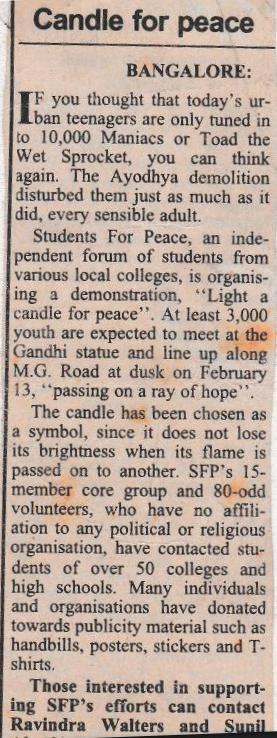 Candle for peace
BANGALORE:
IF you thought that today's ur-
ban teenagers are only tuned in
to 10,000 Maniacs or Toad the
Wet Sprocket, you can think
again. The Ayodhya demolition
disturbed them just as much as it
did, every sensible adult.
Students For Peace, an inde-
pendent forum of students from
various local colleges, is organis-
ing a demonstration, "Light a
candle for peace". At least 3,000
youth are expected to meet at the
Gandhi statue and line up along
M.G. Road at dusk on February
13, "passing on a ray of hope".
The candle has been chosen as
a symbol, since it does not lose
its brightness when its flame is
passed on to another. SFP's 15-
member core group and 80-odd
volunteers, who have no affili-
ation to any political or religious
organisation, have contacted stu-
dents of over 50 colleges and
high schools. Many individuals
and organisations have donated
towards publicity material such as
handbills, posters, stickers and T-
shirts.
Those interested in support-
ing SFP's efforts can contact
Ravindra Walters and Sunil